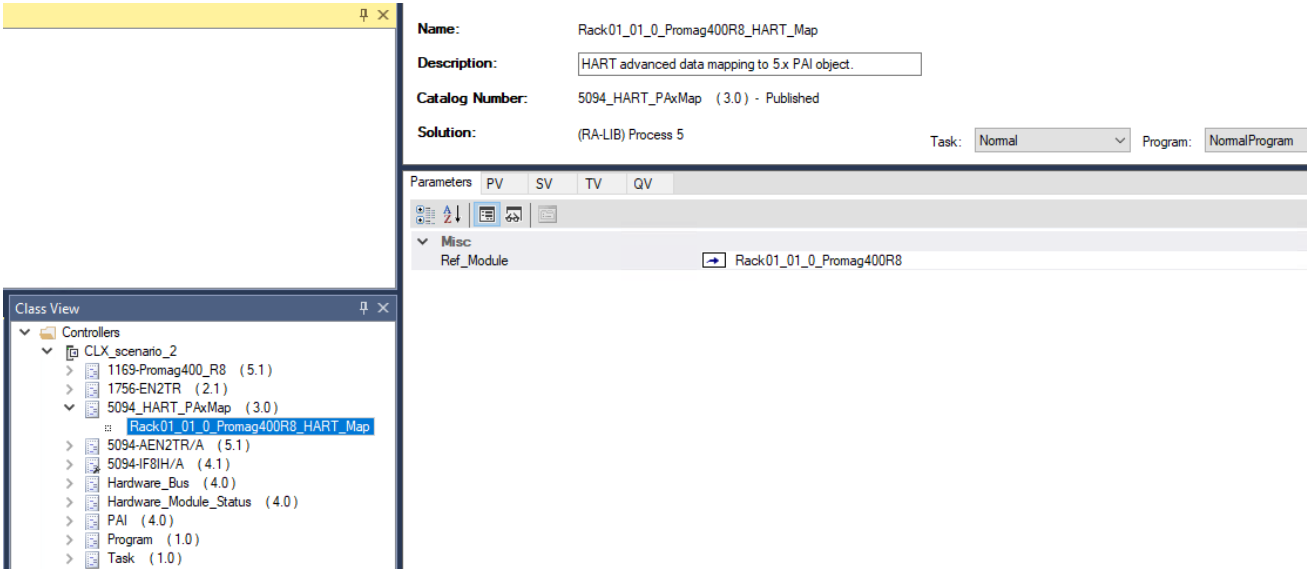 Name: Rack01_01_0_Promag400R8_HART_Map
Description: HART advanced data mapping to 5.x PAI object.
Catalog Number: 5094_HART_PAxMap (3.0) - Published
Solution: (RA-LIB) Process 5 Task: Normal Program: NormalProgram
Parameters PV SV TV QV
Misc
Ref_Module Rack01_01_0_Promag400R8
Class View
Controllers
CLX_scenario_2
1169-Promag400_R8 (5.1)
1756-EN2TR (2.1)
5094_HART_PAxMap (3.0)
Rack01_01_0_Promag400R8_HART_Map
5094-AEN2TR/A (5.1)
5094-IF8IH/A (4.1)
Hardware_Bus (4.0)
Hardware_Module_Status (4.0)
PAI (4.0)
Program (1.0)
Task (1.0)